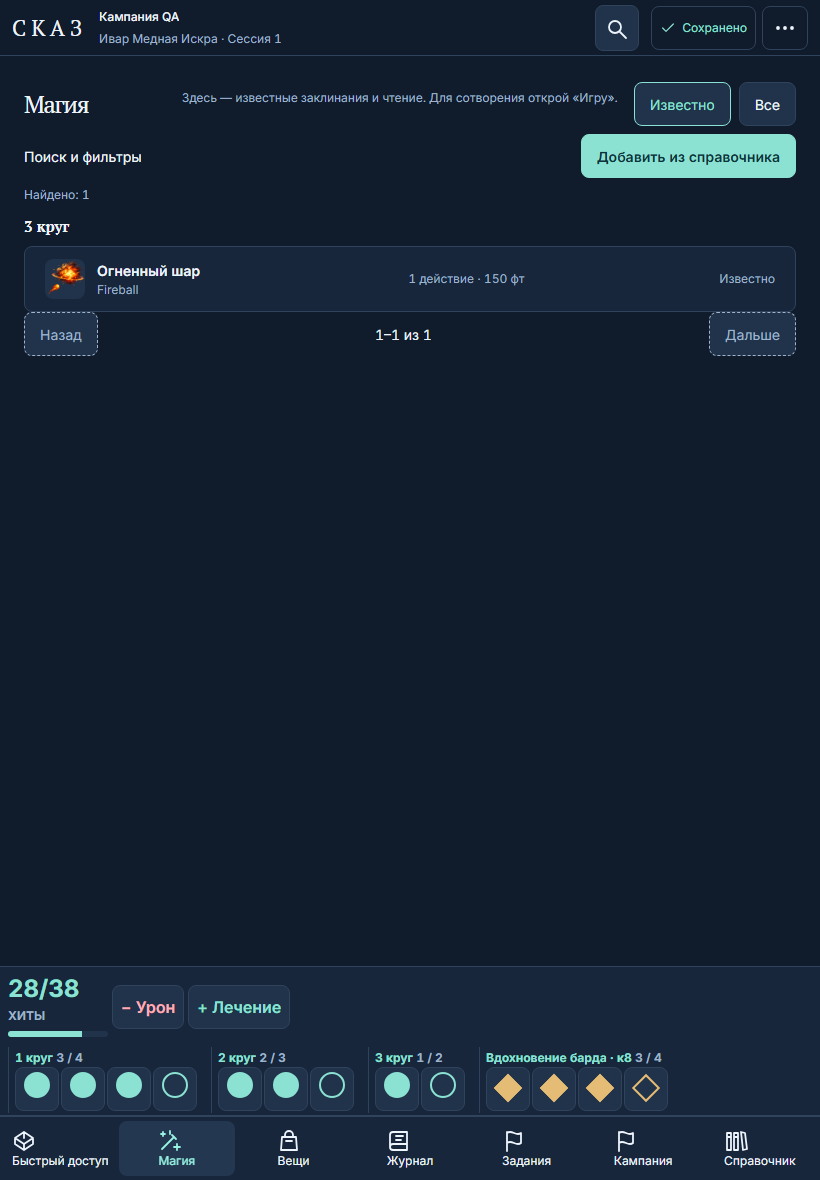 СКАЗ
Кампания QA
Ивар Медная Искра · Сессия 1
Сохранено
Магия
Здесь — известные заклинания и чтение. Для сотворения открой «Игру».
Известно
Все
Поиск и фильтры
Добавить из справочника
Найдено: 1
3 круг
Огненный шар
Fireball
1 действие · 150 фт
Известно
Назад
1–1 из 1
Дальше
28/38
ХИТЫ
− Урон
+ Лечение
1 круг 3 / 4
2 круг 2 / 3
3 круг 1 / 2
Вдохновение барда · к8 3 / 4
Быстрый доступ
Магия
Вещи
Журнал
Задания
Кампания
Справочник